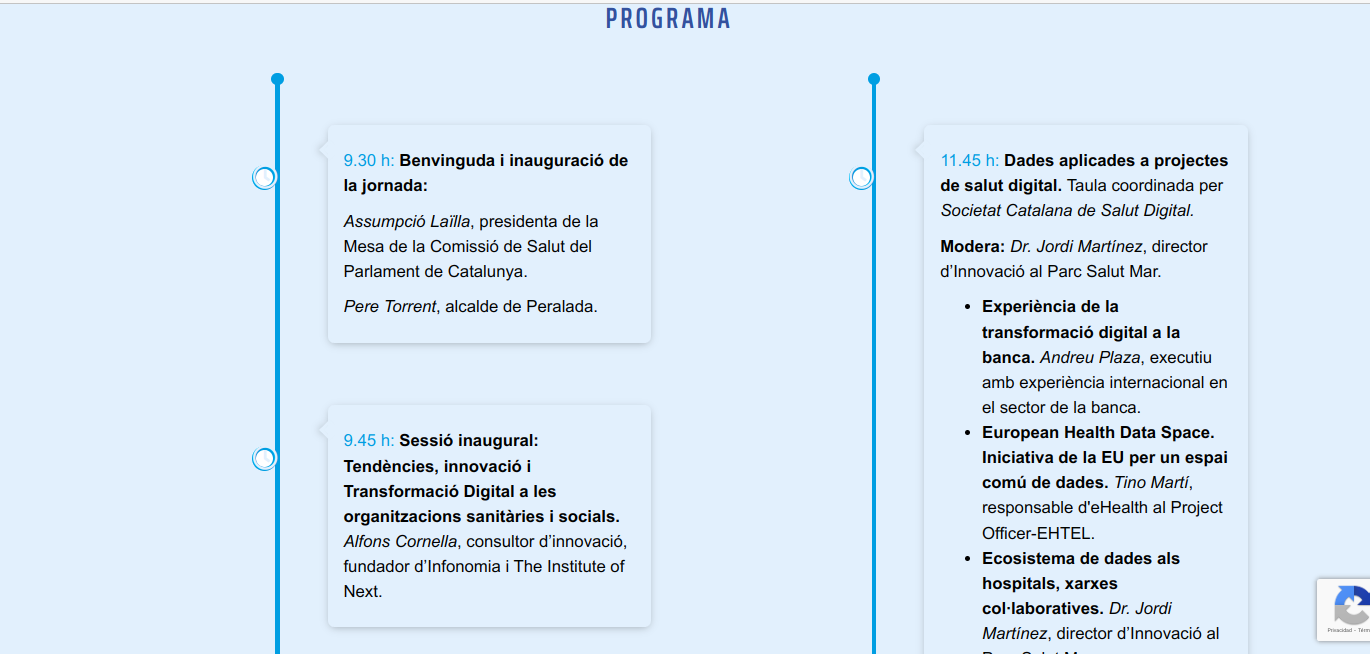 PROGRAMA
9.30 h: Benvinguda i inauguració de
la jornada:
Assumpció Laïlla, presidenta de la
Mesa de la Comissió de Salut del
Parlament de Catalunya.
Pere Torrent, alcalde de Peralada.
9.45 h: Sessió inaugural:
Tendències, innovació i
Transformació Digital a les
organitzacions sanitàries i socials.
Alfons Cornella, consultor d’innovació,
fundador d’Infonomia i The Institute of
Next.
11.45 h: Dades aplicades a projectes
de salut digital. Taula coordinada per
Societat Catalana de Salut Digital.
Modera: Dr. Jordi Martínez, director
d’Innovació al Parc Salut Mar.
• Experiència de la
transformació digital a la
banca. Andreu Plaza, executiu
amb experiència internacional en
el sector de la banca.
• European Health Data Space.
Iniciativa de la EU per un espai
comú de dades. Tino Martí,
responsable d'eHealth al Project
Officer-EHTEL.
• Ecosistema de dades als
hospitals, xarxes
col·laboratives. Dr. Jordi
Martínez, director d’Innovació al
Privacidad -